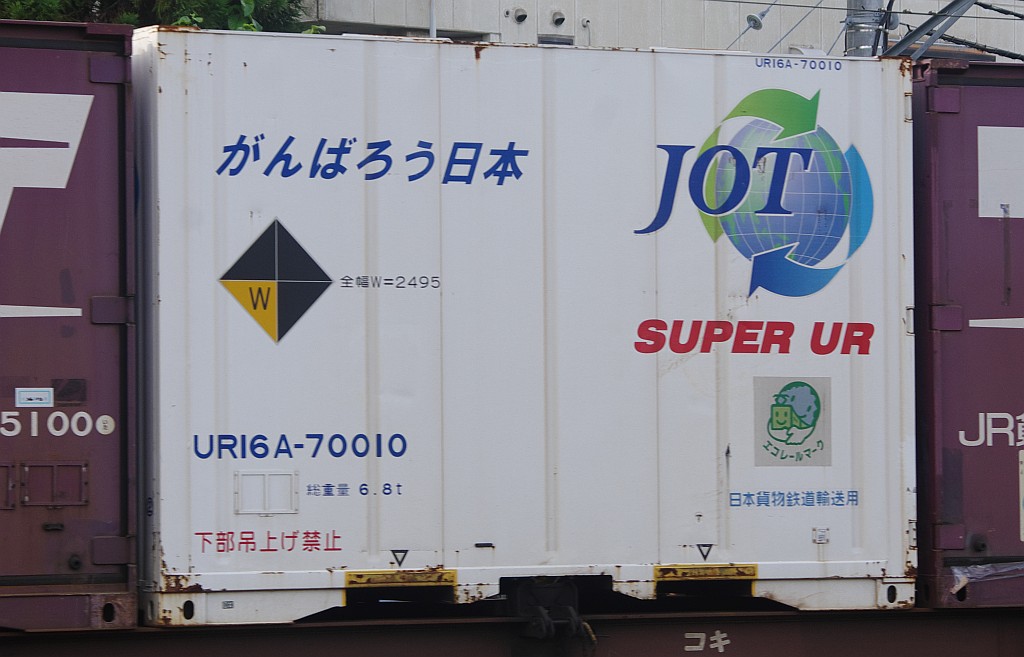 UR16A-70010
がんばろう日本
JOT
W
全幅W=2495
SUPER UR
エコレールマーク
UR16A-70010
総重量 6.8t
日本貨物鉄道輸送用
下部吊上げ禁止
5100
JR貨
コキ